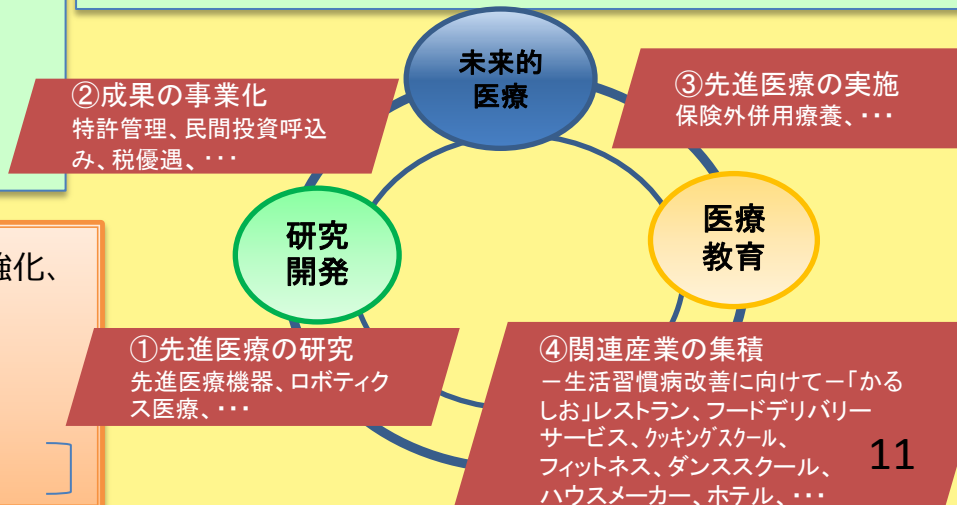 未来的
医療
②成果の事業化
特許管理、民間投資呼込
み、税優遇、・・・
③先進医療の実施
保険外併用療養、・・・
研究
開発
医療
教育
強化、
①先進医療の研究
先進医療機器、ロボティク
ス医療、・・・
④関連産業の集積
－生活習慣病改善に向けて－「かる
しお」レストラン、フードデリバリー
サービス、クッキングスクール、
フィットネス、ダンススクール、
ハウスメーカー、ホテル、・・・
11